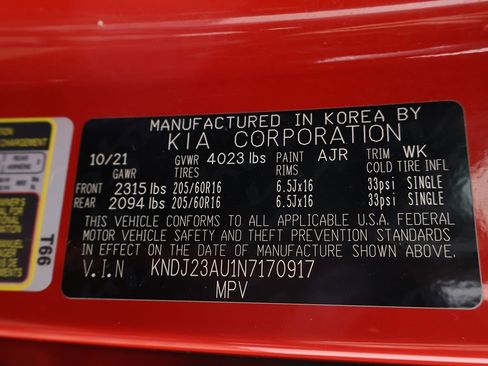 MANUFACTURED IN KOREA BY
KIA CORPORATION
10/21 GVWR 4023 lbs PAINT AJR TRIM WK
GAWR TIRES RIMS COLD TIRE INFL
FRONT 2315 lbs 205/60R16 6.5Jx16 33psi SINGLE
REAR 2094 lbs 205/60R16 6.5Jx16 33psi SINGLE
THIS VEHICLE CONFORMS TO ALL APPLICABLE U.S.A. FEDERAL
MOTOR VEHICLE SAFETY AND THEFT PREVENTION STANDARDS
IN EFFECT ON THE DATE OF MANUFACTURE SHOWN ABOVE.
V.I.N KNDJ23AU1N7170917
MPV
REAR
T66